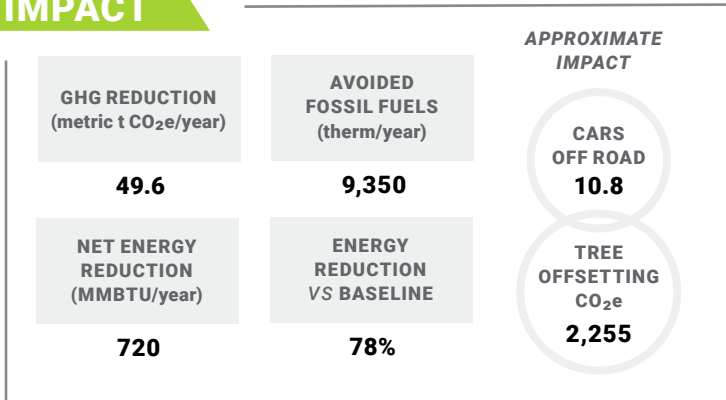 IMPACT
GHG REDUCTION
(metric t CO₂e/year)
49.6
AVOIDED
FOSSIL FUELS
(therm/year)
9,350
NET ENERGY
REDUCTION
(MMBTU/year)
720
ENERGY
REDUCTION
VS BASELINE
78%
APPROXIMATE
IMPACT
CARS
OFF ROAD
10.8
TREE
OFFSETTING
CO₂e
2,255